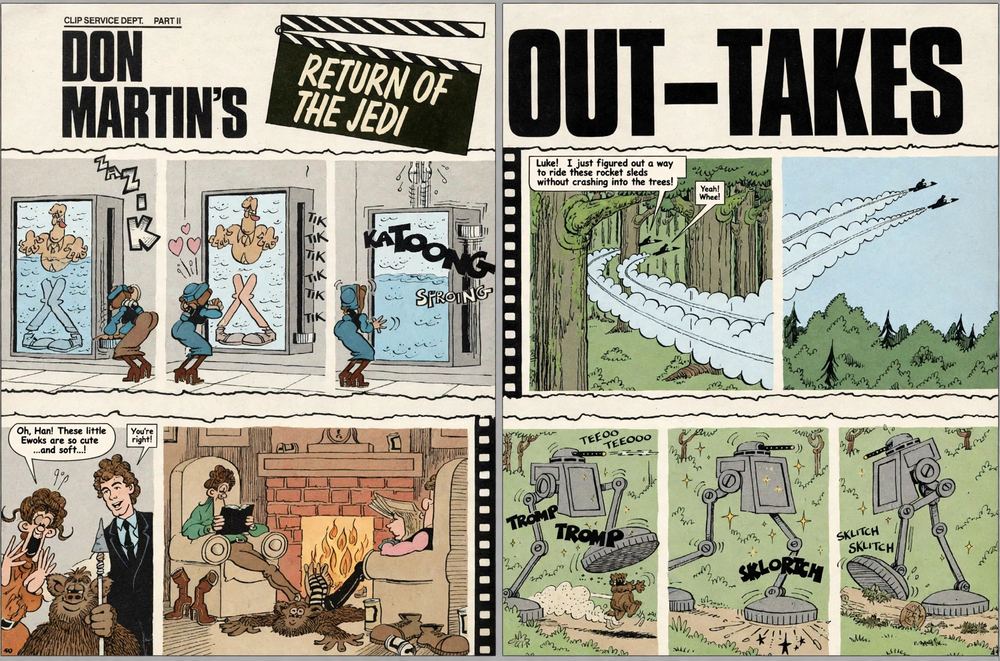 CLIP SERVICE DEPT. PART II
DON
MARTIN'S
RETURN OF
THE JEDI
OUT-TAKES
ZAZIK
TIK
TIK
TIK
TIK
TIK
TIK
KATOONG
SPROING
Luke! I just figured out a way
to ride these rocket sleds
without crashing into the trees!
Yeah!
Whee!
Oh, Han! These little
Ewoks are so cute
...and soft...!
You're
right!
40
TEEOO
TEEOOO
TROMP
TROMP
SKLORTCH
SKLITCH
SKLITCH